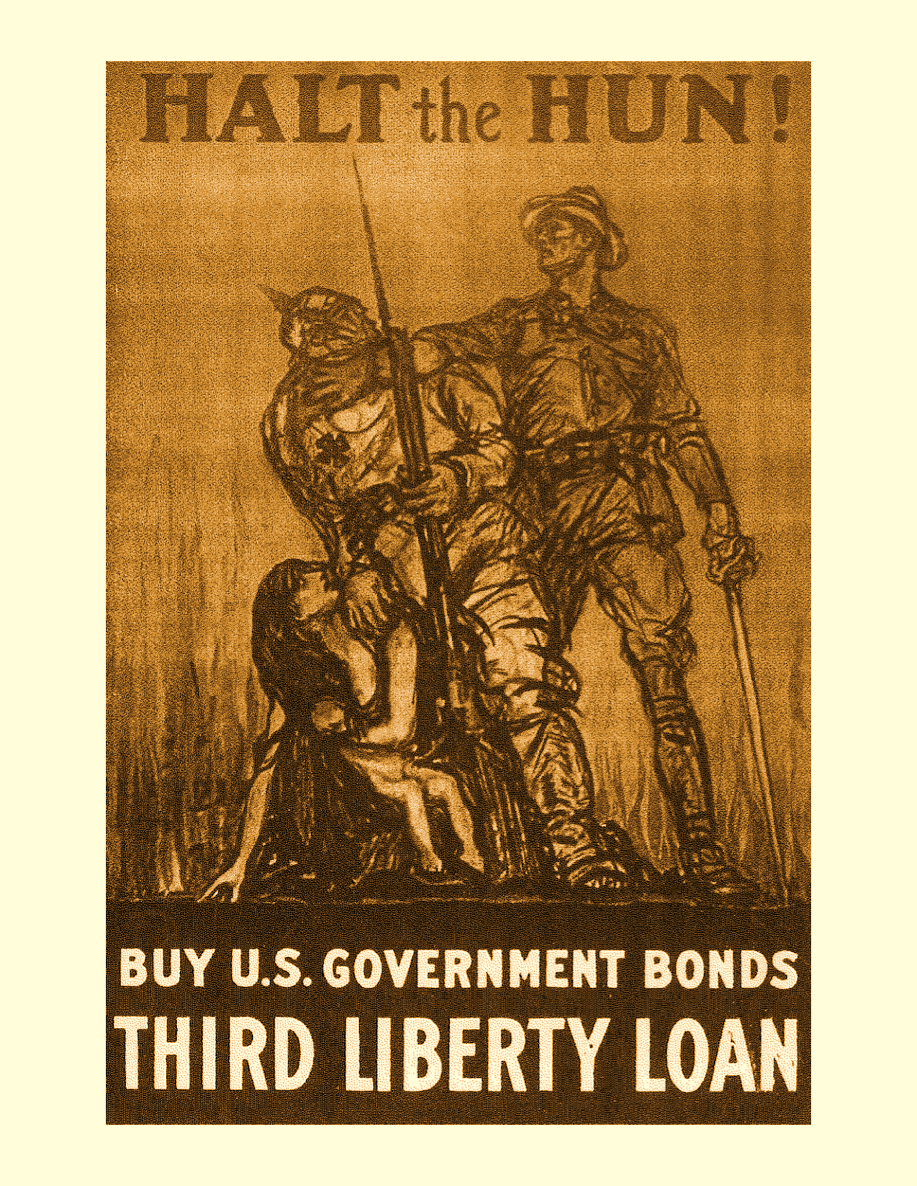 HALT the HUN!
BUY U.S. GOVERNMENT BONDS
THIRD LIBERTY LOAN